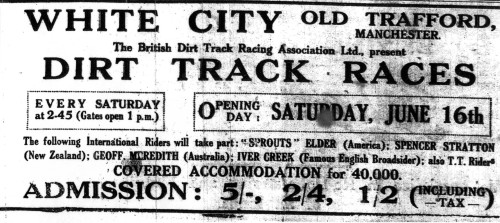 WHITE CITY OLD TRAFFORD, MANCHESTER.
The British Dirt Track Racing Association Ltd., present
DIRT TRACK RACES
EVERY SATURDAY
at 2-45 (Gates open 1 p.m.)
OPENING DAY: SATURDAY, JUNE 16th
The following International Riders will take part: "SPROUTS" ELDER (America); SPENCER STRATTON
(New Zealand); GEOFF. MEREDITH (Australia); IVER CREEK (Famous English Broadsider); also T.T. Riders
COVERED ACCOMMODATION for 40,000.
ADMISSION: 5/-, 2/4, 1/2 (INCLUDING TAX)